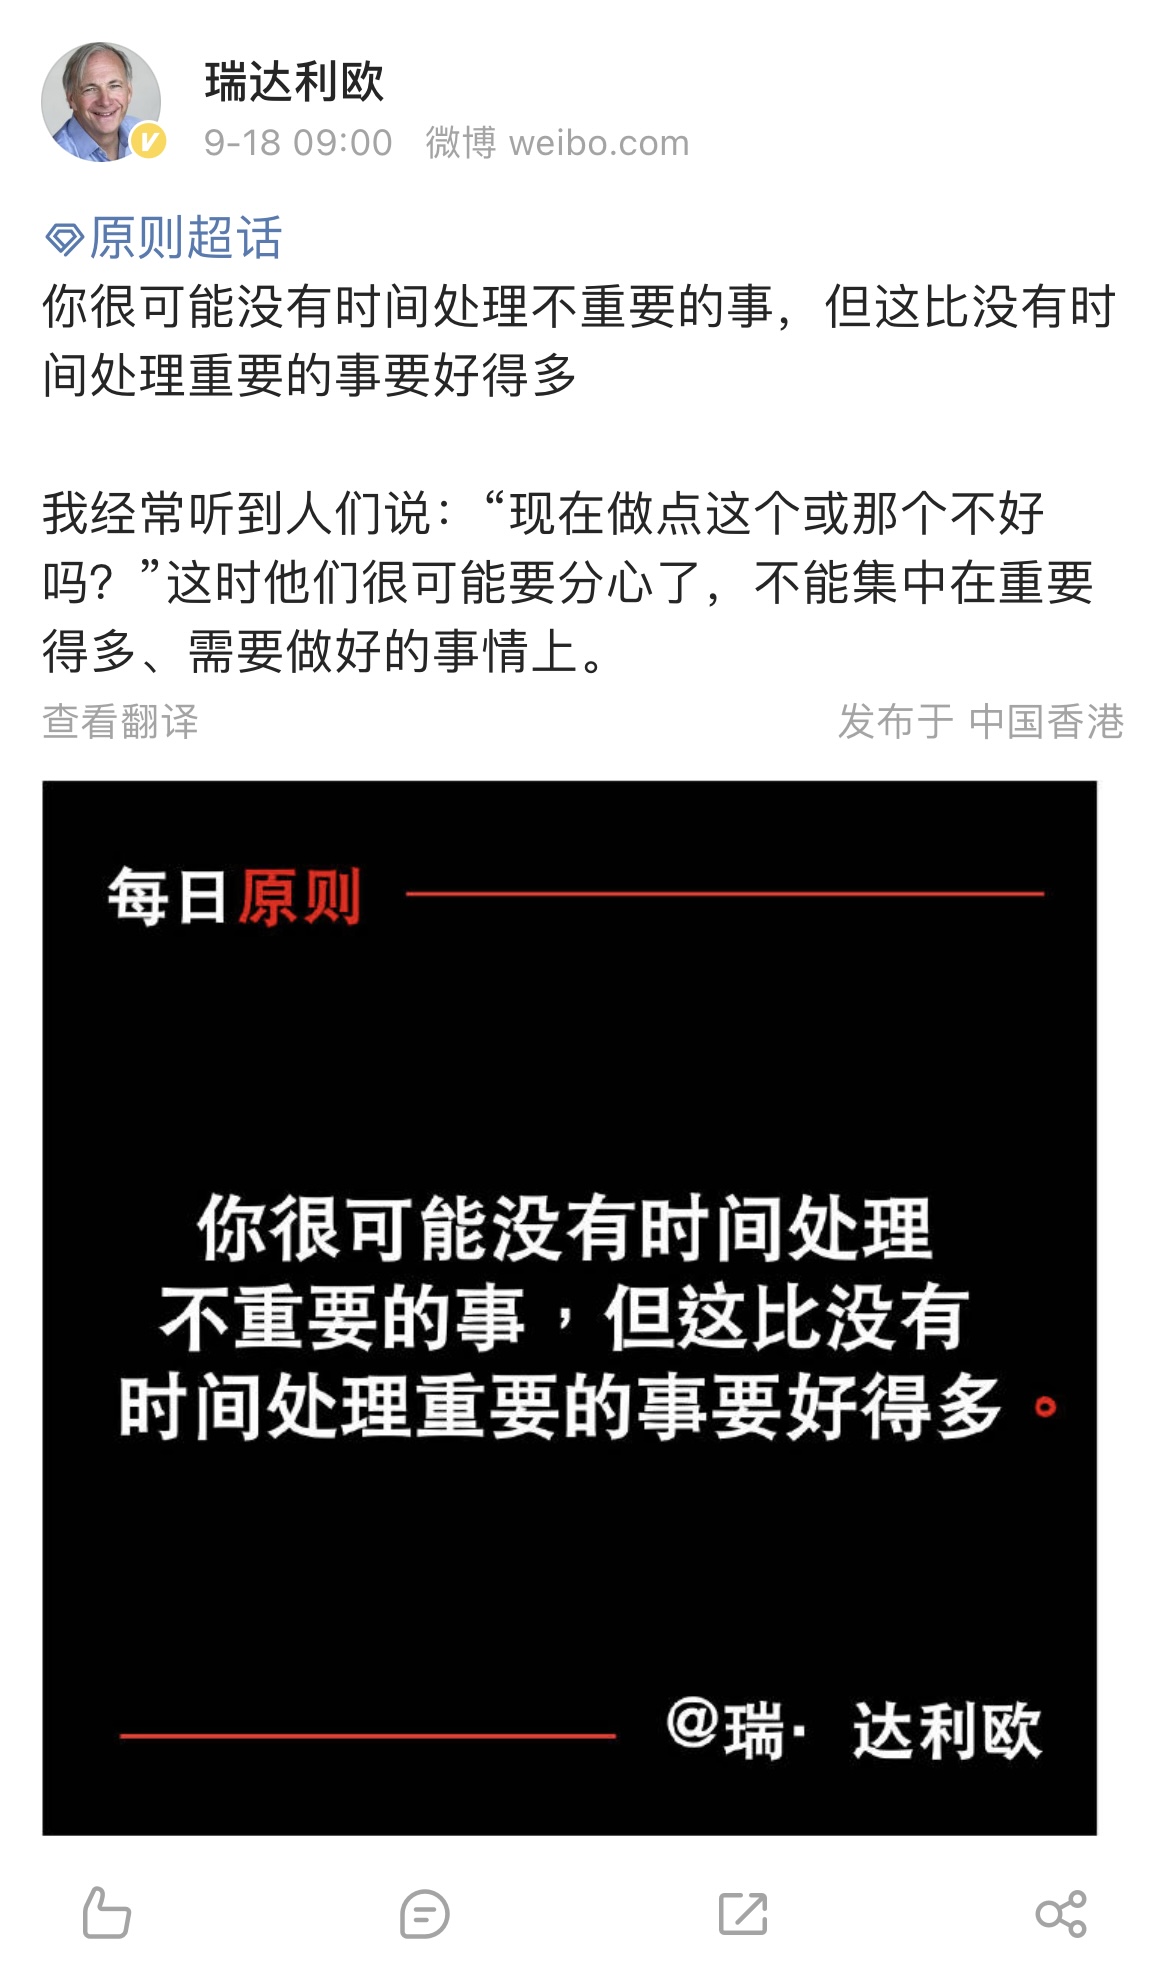 瑞达利欧
9-18 09:00 微博 weibo.com
原则超话
你很可能没有时间处理不重要的事，但这比没有时
间处理重要的事要好得多
我经常听到人们说：“现在做点这个或那个不好
吗？”这时他们很可能要分心了，不能集中在重要
得多、需要做好的事情上。
查看翻译 发布于 中国香港
每日原则
你很可能没有时间处理
不重要的事，但这比没有
时间处理重要的事要好得多。
@瑞· 达利欧